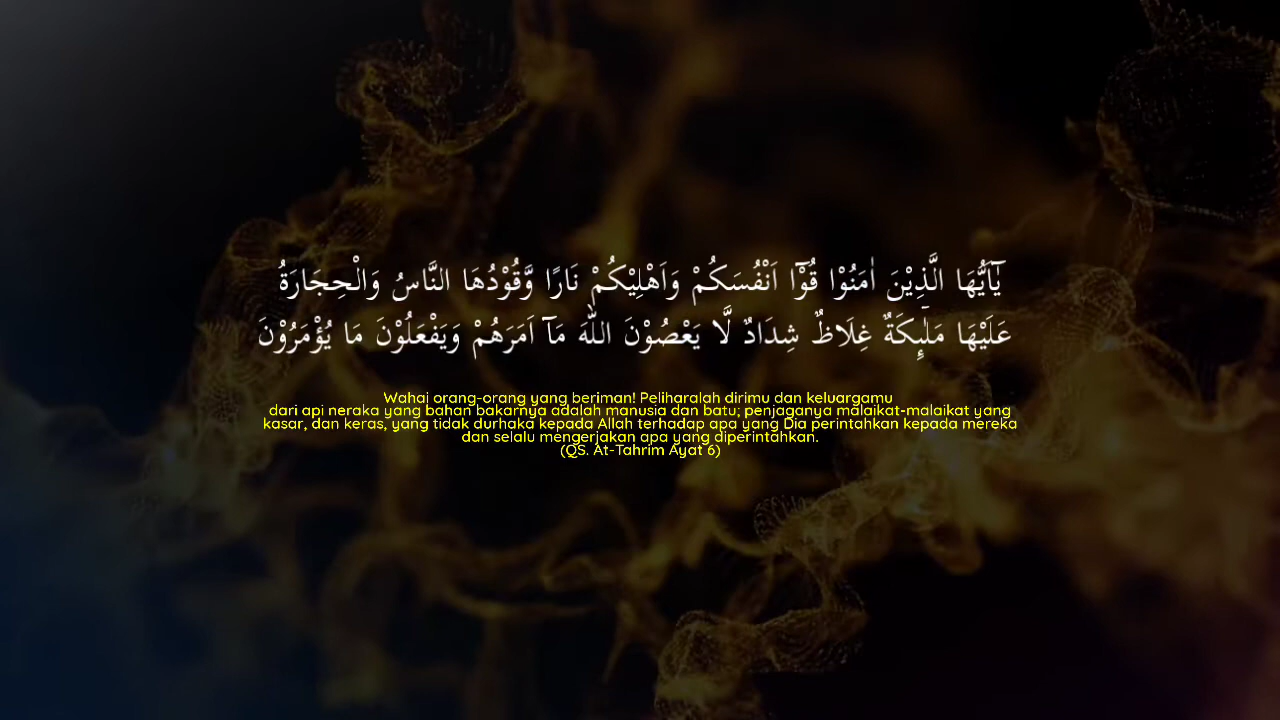 يٰٓاَيُّهَا الَّذِيْنَ اٰمَنُوْا قُوْٓا اَنْفُسَكُمْ وَاَهْلِيْكُمْ نَارًا وَّقُوْدُهَا النَّاسُ وَالْحِجَارَةُ
عَلَيْهَا مَلٰۤىِٕكَةٌ غِلَاظٌ شِدَادٌ لَّا يَعْصُوْنَ اللّٰهَ مَآ اَمَرَهُمْ وَيَفْعَلُوْنَ مَا يُؤْمَرُوْنَ
Wahai orang-orang yang beriman! Peliharalah dirimu dan keluargamu
dari api neraka yang bahan bakarnya adalah manusia dan batu; penjaganya malaikat-malaikat yang
kasar, dan keras, yang tidak durhaka kepada Allah terhadap apa yang Dia perintahkan kepada mereka
dan selalu mengerjakan apa yang diperintahkan.
(QS. At-Tahrim Ayat 6)